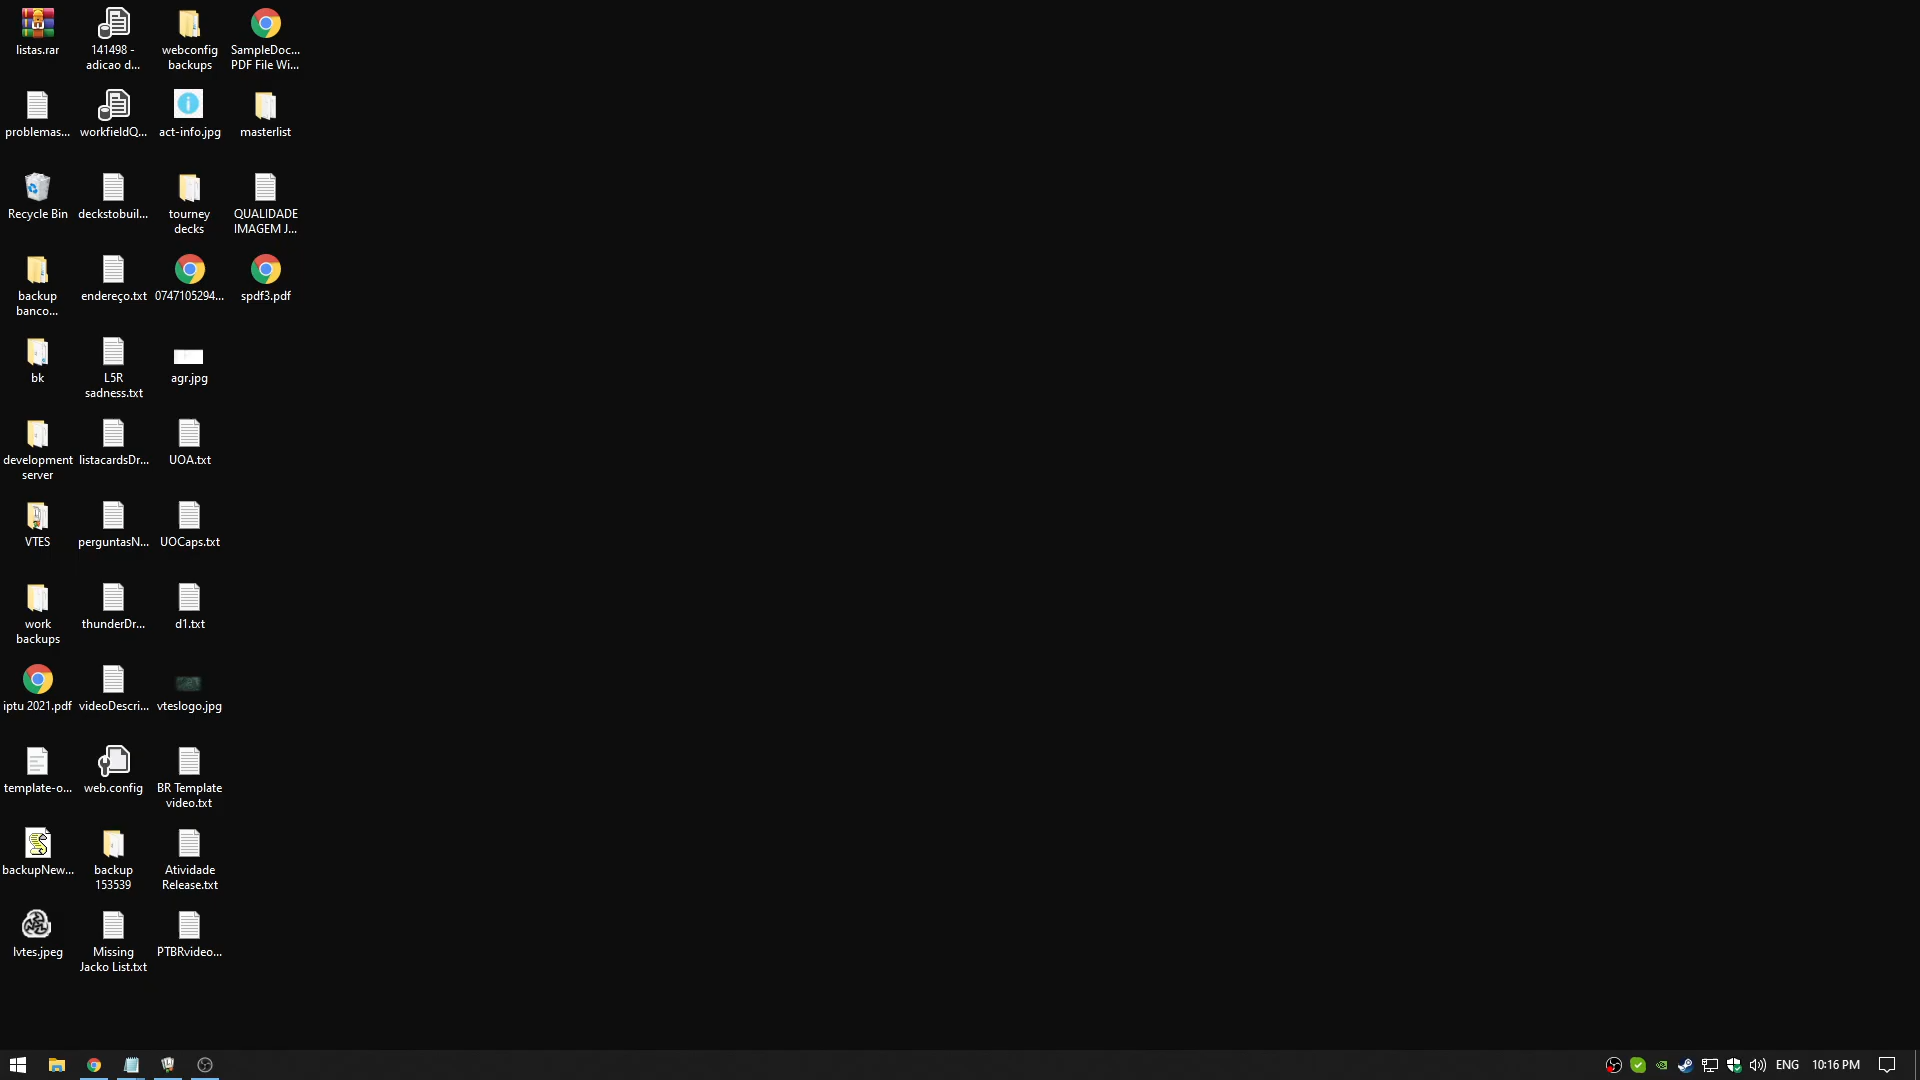 listas.rar
problemas...
Recycle Bin
backup
banco...
bk
development
server
VTES
work
backups
iptu 2021.pdf
template-o...
backupNew...
lvtes.jpeg
141498 -
adicao d...
workfieldQ...
deckstobuil...
endereço.txt
L5R
sadness.txt
listacardsDr...
perguntasN...
thunderDr...
videoDescri...
web.config
backup
153539
Missing
Jacko List.txt
webconfig
backups
act-info.jpg
tourney
decks
0747105294...
agr.jpg
UOA.txt
UOCaps.txt
d1.txt
vteslogo.jpg
BR Template
video.txt
Atividade
Release.txt
PTBRvideo...
SampleDoc...
PDF File Wi...
masterlist
QUALIDADE
IMAGEM J...
spdf3.pdf
ENG 10:16 PM